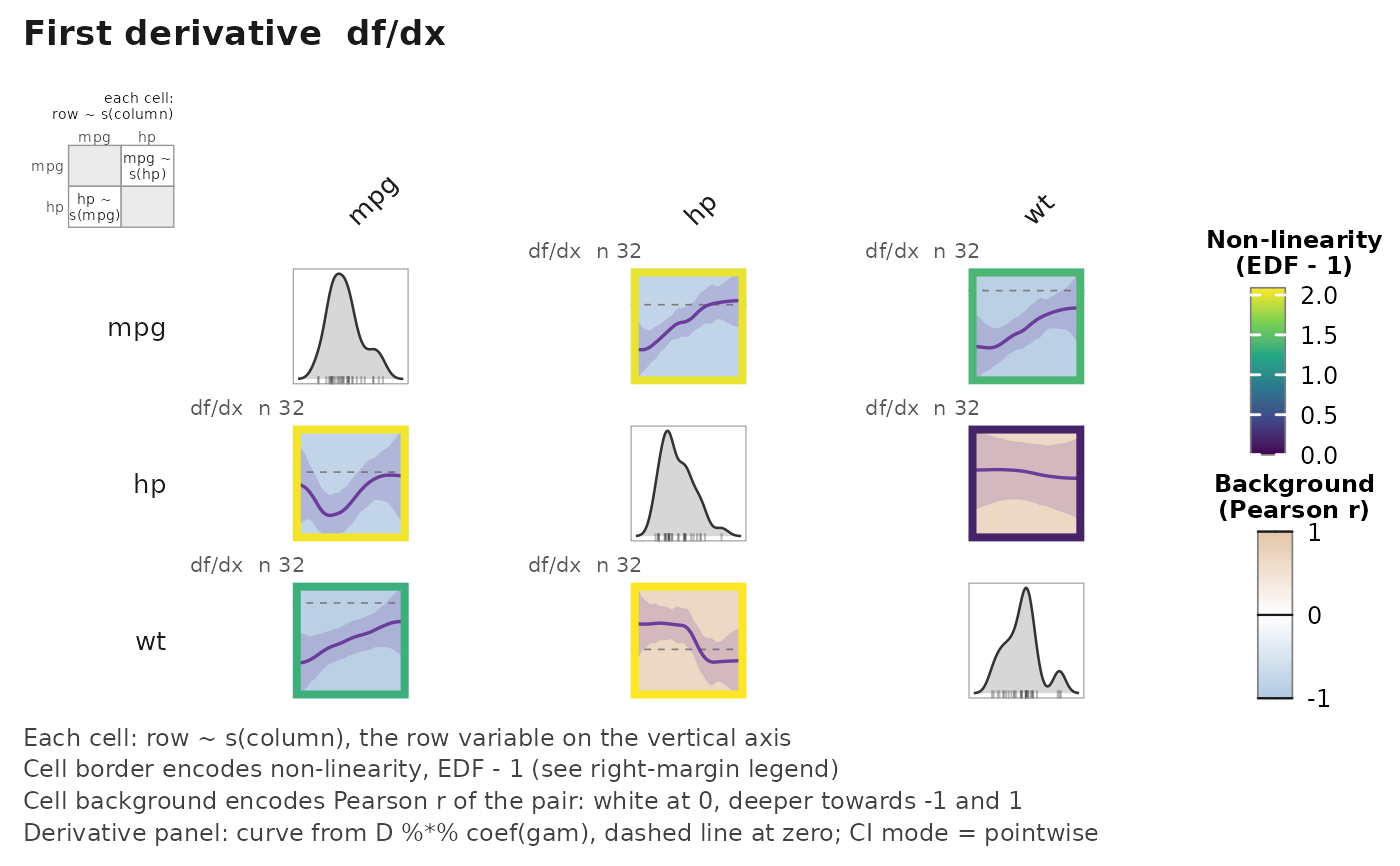 First derivative  df/dx
each cell:
row ~ s(column)
mpg hp
mpg
mpg ~
s(hp)
hp
hp ~
s(mpg)
mpg hp wt
df/dx  n 32
df/dx  n 32
mpg
df/dx  n 32
df/dx  n 32
hp
df/dx  n 32
df/dx  n 32
wt
Non-linearity
(EDF - 1)
2.0
1.5
1.0
0.5
0.0
Background
(Pearson r)
1
0
-1
Each cell: row ~ s(column), the row variable on the vertical axis
Cell border encodes non-linearity, EDF - 1 (see right-margin legend)
Cell background encodes Pearson r of the pair: white at 0, deeper towards -1 and 1
Derivative panel: curve from D %*% coef(gam), dashed line at zero; CI mode = pointwise